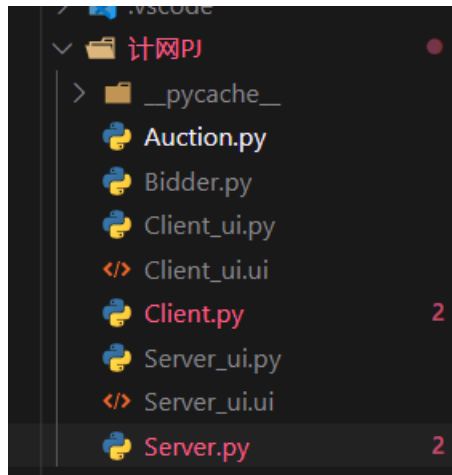 .vscode
计网PJ
__pycache__
Auction.py
Bidder.py
Client_ui.py
Client_ui.ui
Client.py 2
Server_ui.py
Server_ui.ui
Server.py 2